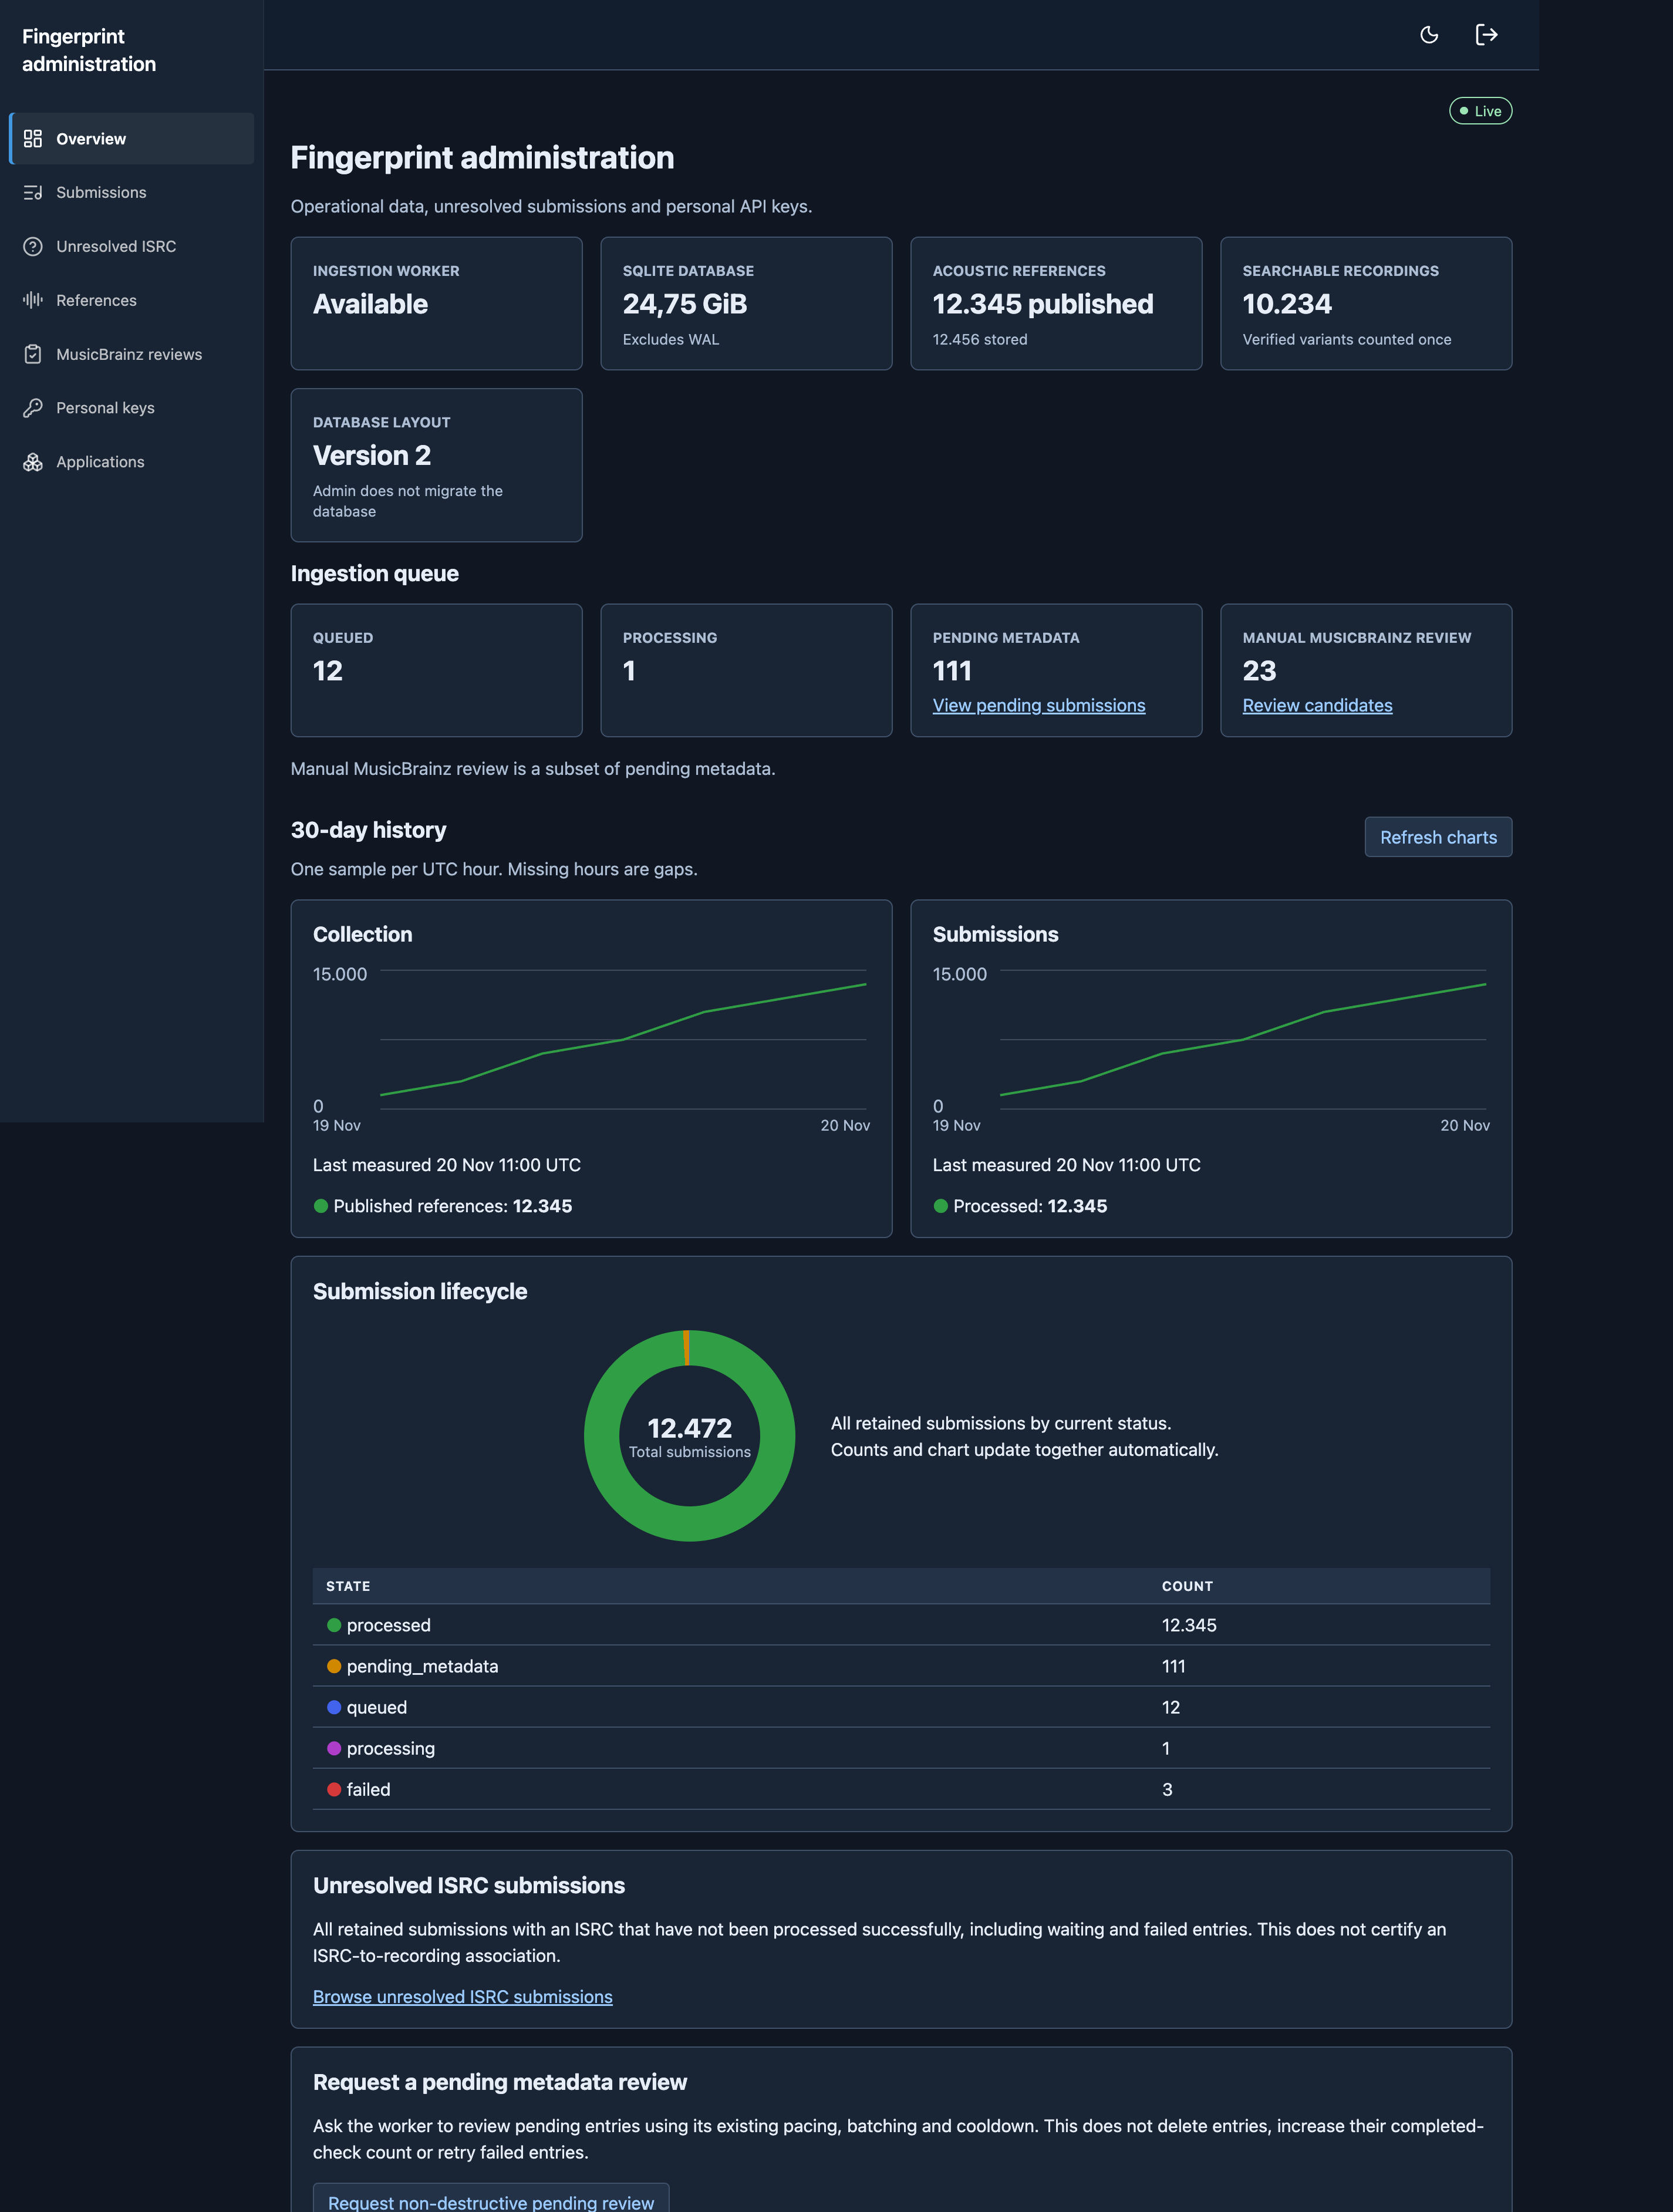 Fingerprint
administration
Overview
Submissions
Unresolved ISRC
References
MusicBrainz reviews
Personal keys
Applications
Live
Fingerprint administration
Operational data, unresolved submissions and personal API keys.
INGESTION WORKER
Available
SQLITE DATABASE
24,75 GiB
Excludes WAL
ACOUSTIC REFERENCES
12.345 published
12.456 stored
SEARCHABLE RECORDINGS
10.234
Verified variants counted once
DATABASE LAYOUT
Version 2
Admin does not migrate the
database
Ingestion queue
QUEUED
12
PROCESSING
1
PENDING METADATA
111
View pending submissions
MANUAL MUSICBRAINZ REVIEW
23
Review candidates
Manual MusicBrainz review is a subset of pending metadata.
30-day history
Refresh charts
One sample per UTC hour. Missing hours are gaps.
Collection
15.000
0
19 Nov
20 Nov
Last measured 20 Nov 11:00 UTC
Published references: 12.345
Submissions
15.000
0
19 Nov
20 Nov
Last measured 20 Nov 11:00 UTC
Processed: 12.345
Submission lifecycle
12.472
Total submissions
All retained submissions by current status.
Counts and chart update together automatically.
STATE COUNT
processed 12.345
pending_metadata 111
queued 12
processing 1
failed 3
Unresolved ISRC submissions
All retained submissions with an ISRC that have not been processed successfully, including waiting and failed entries. This does not certify an
ISRC-to-recording association.
Browse unresolved ISRC submissions
Request a pending metadata review
Ask the worker to review pending entries using its existing pacing, batching and cooldown. This does not delete entries, increase their completed-
check count or retry failed entries.
Request non-destructive pending review